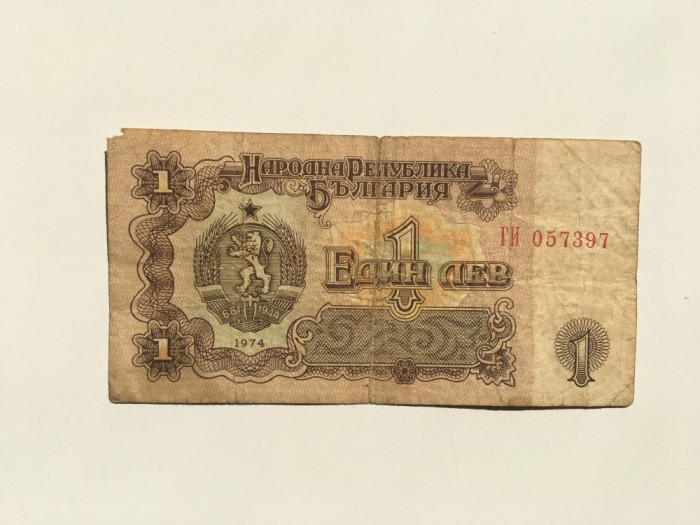 НАРОДНА РЕПУБЛИКА
БЪЛГАРИЯ
1
ГИ 057397
1
ЕДИН ЛЕВ
681 1944
1974
1
1